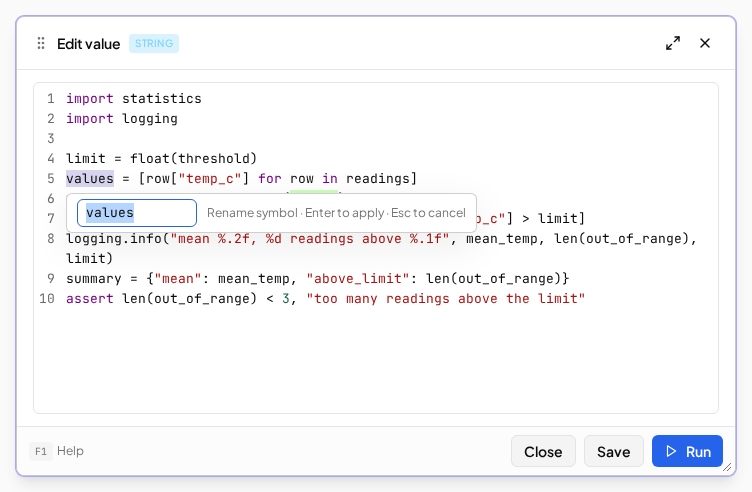 Edit value STRING
1 import statistics
2 import logging
3
4 limit = float(threshold)
5 values = [row["temp_c"] for row in readings]
6
values Rename symbol · Enter to apply · Esc to cancel
7 _c"] > limit]
8 logging.info("mean %.2f, %d readings above %.1f", mean_temp, len(out_of_range),
limit)
9 summary = {"mean": mean_temp, "above_limit": len(out_of_range)}
10 assert len(out_of_range) < 3, "too many readings above the limit"
F1 Help Close Save Run